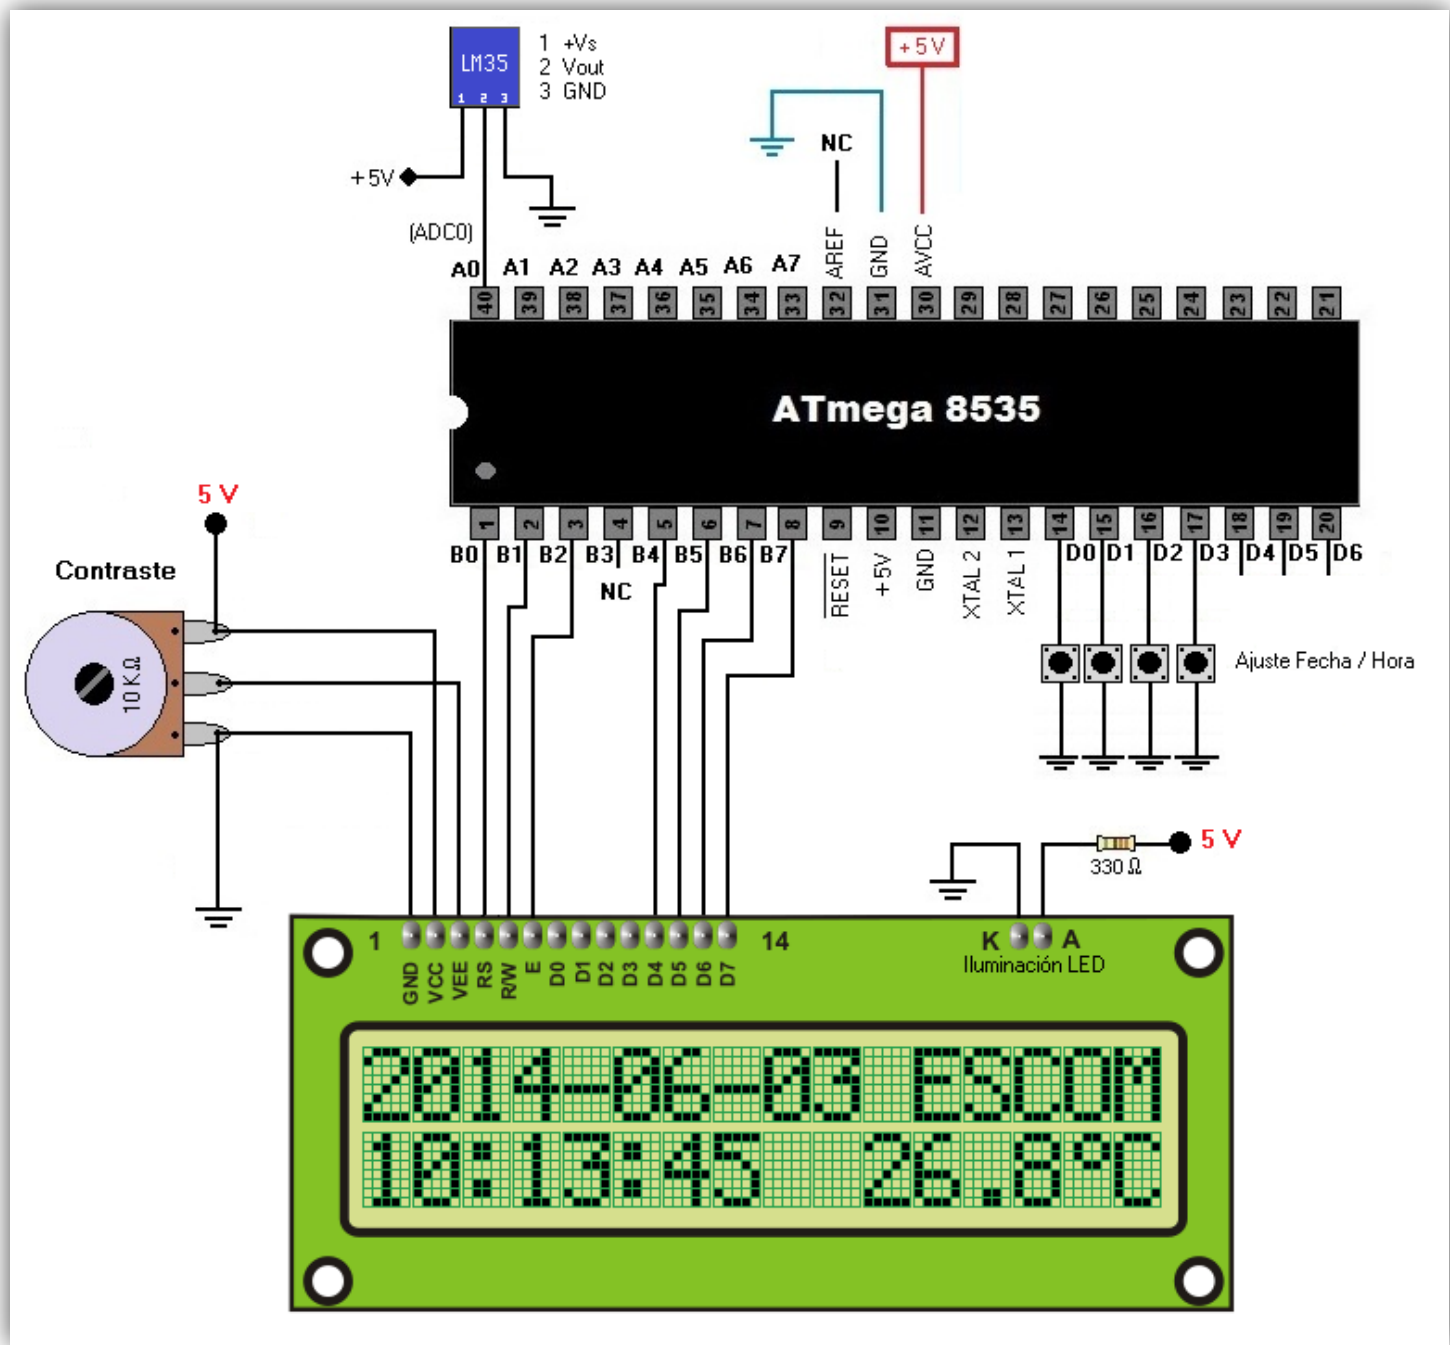 LM35
1 2 3
1 +Vs
2 Vout
3 GND
+5V
+5V
NC
(ADC0)
A0 A1 A2 A3 A4 A5 A6 A7 AREF GND AVCC
40 39 38 37 36 35 34 33 32 31 30 29 28 27 26 25 24 23 22 21
ATmega 8535
1 2 3 4 5 6 7 8 9 10 11 12 13 14 15 16 17 18 19 20
B0 B1 B2 B3 B4 B5 B6 B7 RESET +5V GND XTAL 2 XTAL 1 D0 D1 D2 D3 D4 D5 D6
NC
5 V
Contraste
10 KΩ
Ajuste Fecha / Hora
5 V
330 Ω
1 14
GND VCC VEE RS R/W E D0 D1 D2 D3 D4 D5 D6 D7
K A
Iluminación LED
2014-06-03 ESCOM
10:13:45 26.8ºC